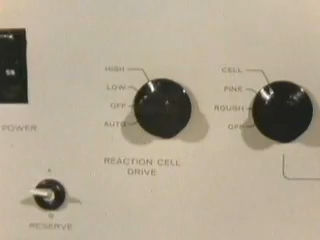 HIGH
LOW
OFF
AUTO
REACTION CELL
DRIVE
CELL
FINE
ROUGH
OFF
POWER
A
B
RESERVE